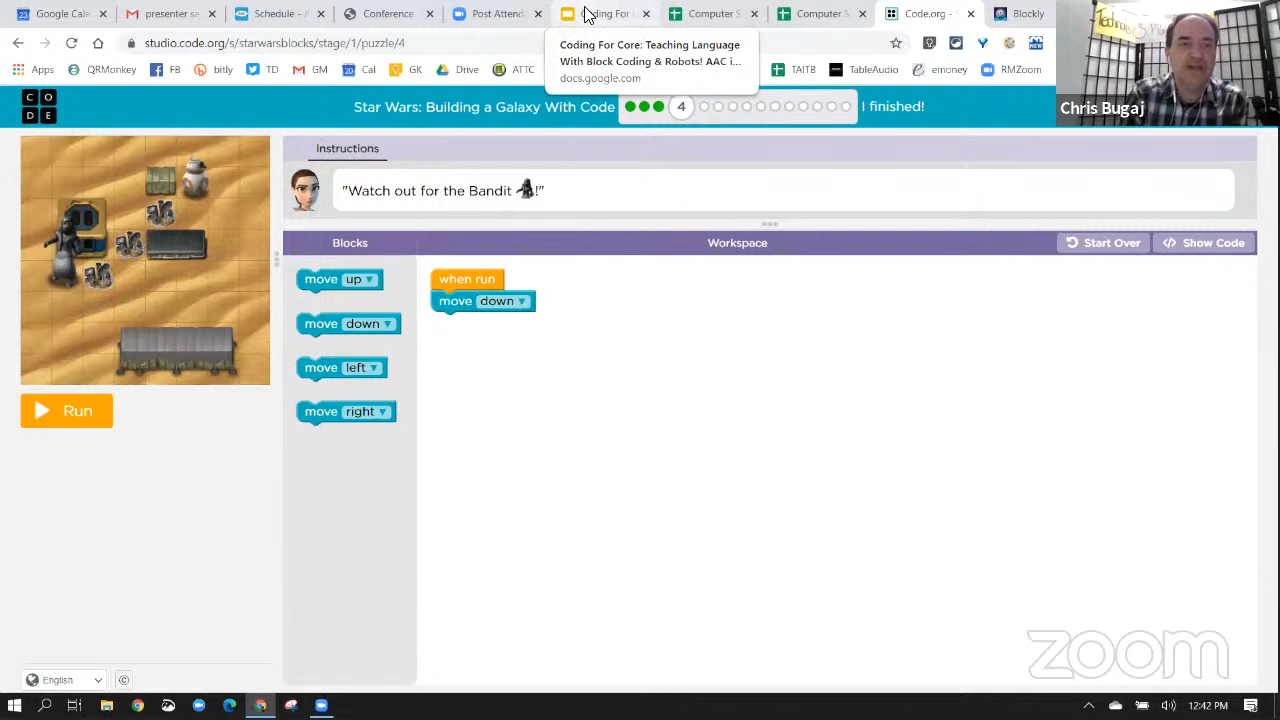 Google Cale
presenter.se
Schedule - A
Conference
Post Attend
Coding For
Computer S
Computer S
Code.org - E
Blockly
studio.code.org/s/starwarsblocks/stage/1/puzzle/4
Apps
QRMonkey
FB
bitly
TD
GM
Cal
GK
Drive
ATTC
TAITB
TableAudio
emoney
RMZoom
Coding For Core: Teaching Language
With Block Coding & Robots! AAC i...
docs.google.com
CODE
Star Wars: Building a Galaxy With Code
4
I finished!
Chris Bugaj
Instructions
"Watch out for the Bandit !"
Blocks
Workspace
Start Over
</> Show Code
move up
move down
move left
move right
when run
move down
Run
English
zoom
12:42 PM